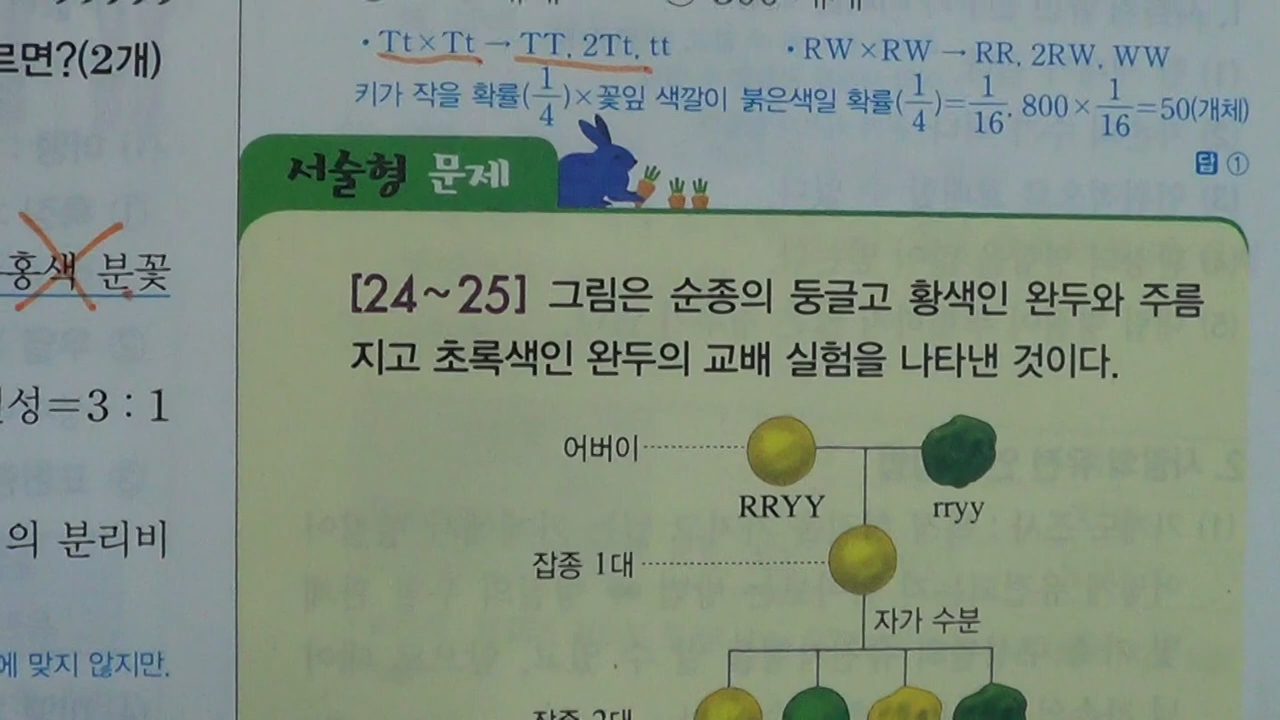 르면?(2개)
홍색 분꽃
성=3 : 1
의 분리비
에 맞지 않지만.
· Tt×Tt → TT, 2Tt, tt
· RW×RW → RR, 2RW, WW
키가 작을 확률(1/4)×꽃잎 색깔이 붉은색일 확률(1/4)=1/16, 800×1/16=50(개체)
답 ①
서술형 문제
[24~25] 그림은 순종의 둥글고 황색인 완두와 주름
지고 초록색인 완두의 교배 실험을 나타낸 것이다.
어버이
RRYY
rryy
잡종 1대
자가 수분
잡종 2대